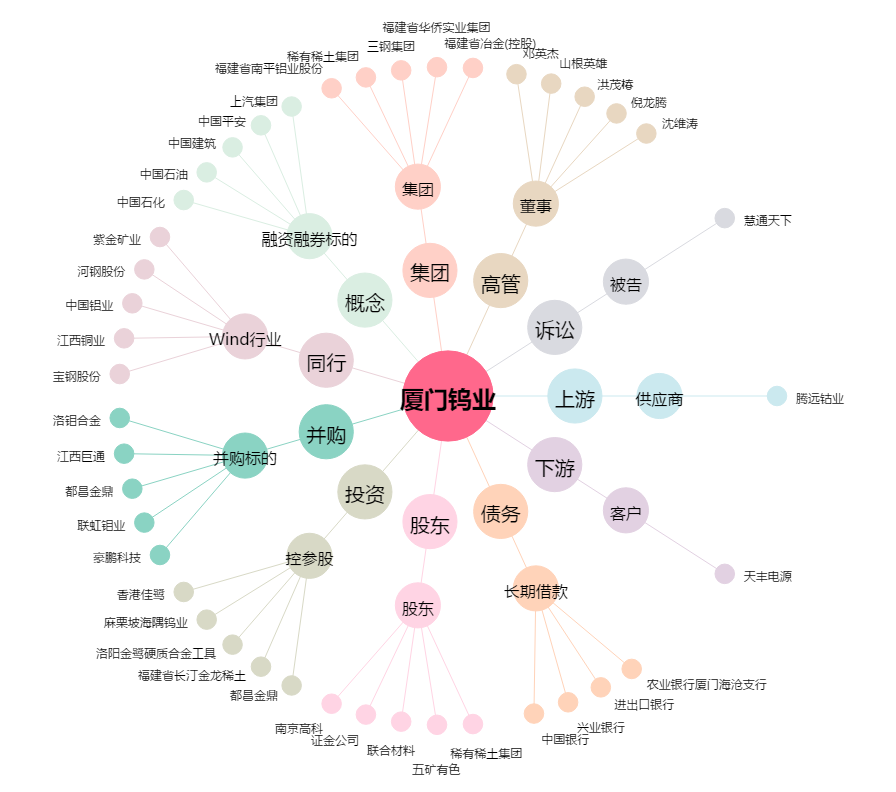 福建省华侨实业集团
三钢集团
福建省冶金(控股)
稀有稀土集团
福建省南平铝业股份
邓英杰
山根英雄
洪茂椿
倪龙腾
沈维涛
上汽集团
中国平安
中国建筑
中国石油
中国石化
集团
董事
融资融券标的
慧通天下
紫金矿业
河钢股份
中国铝业
江西铜业
宝钢股份
集团
高管
被告
概念
诉讼
Wind行业
同行
厦门钨业
上游
供应商
腾远钴业
洛钼合金
江西巨通
都昌金鼎
联虹钼业
豪鹏科技
并购
并购标的
下游
投资
债务
股东
客户
控参股
天丰电源
长期借款
股东
香港佳鹭
麻栗坡海隅钨业
洛阳金鹭硬质合金工具
福建省长汀金龙稀土
都昌金鼎
农业银行厦门海沧支行
进出口银行
兴业银行
中国银行
南京高科
证金公司
联合材料
五矿有色
稀有稀土集团